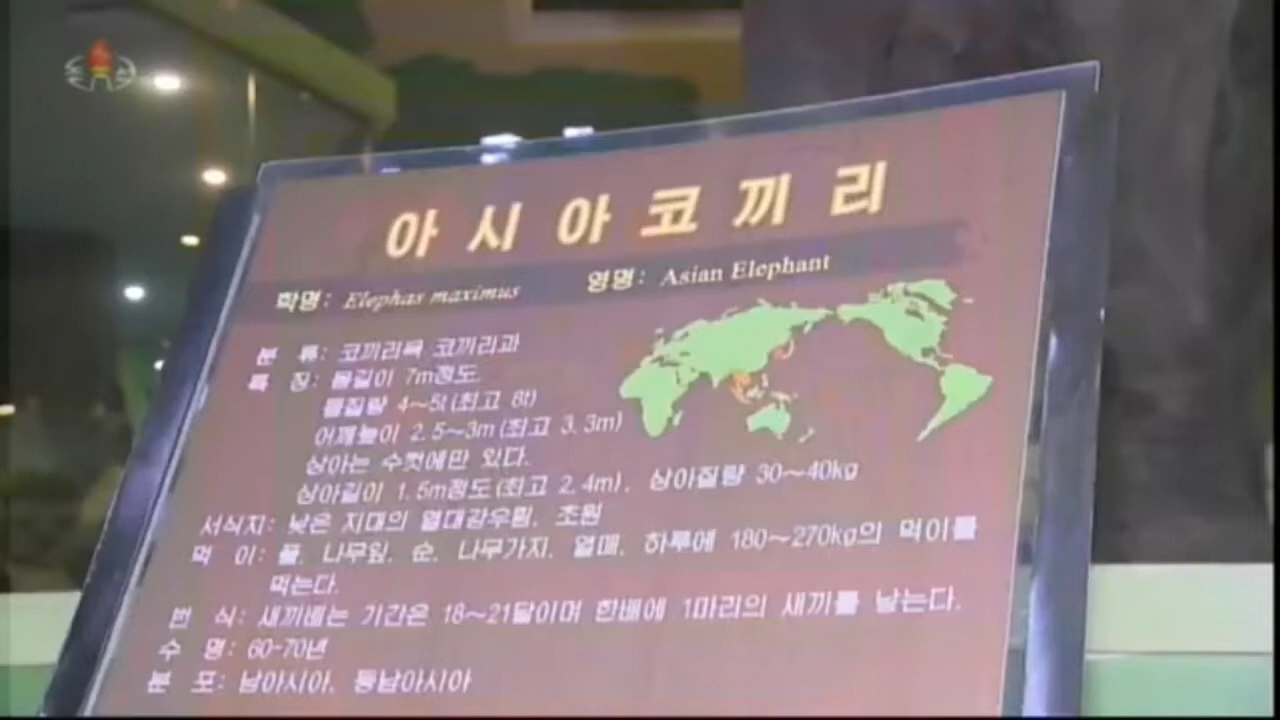 아시아코끼리
학명: Elephas maximus 영명: Asian Elephant
분 류: 코끼리목 코끼리과
특 징: 몸길이 7m정도.
몸질량 4~5t(최고 6t)
어깨높이 2.5~3m(최고 3.3m)
상아는 수컷에만 있다.
상아길이 1.5m정도(최고 2.4m). 상아질량 30~40kg
서식지: 낮은 지대의 열대강우림, 초원
먹 이: 풀, 나무잎, 순, 나무가지, 열매, 하루에 180~270kg의 먹이를
먹는다.
번 식: 새끼배는 기간은 18~21달이며 한배에 1마리의 새끼를 낳는다.
수 명: 60-70년
분 포: 남아시아, 동남아시아